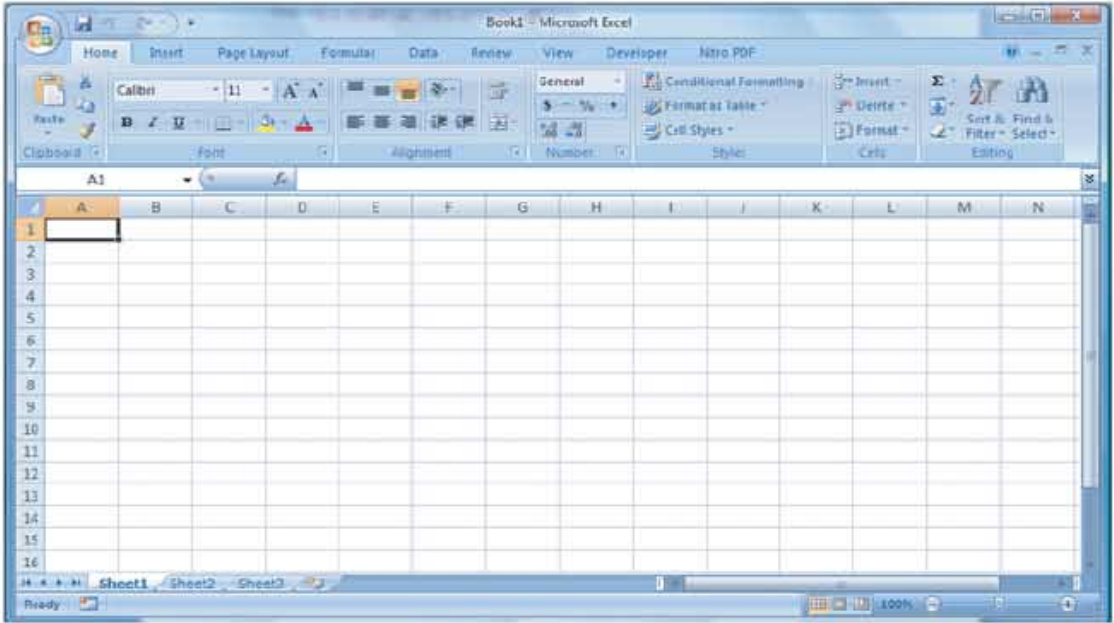 Book1 - Microsoft Excel
Home Insert Page Layout Formulas Data Review View Developer Nitro PDF
Paste
Calibri 11 A A
B I U A
General
$ % ,
Conditional Formatting
Format as Table
Cell Styles
Insert
Delete
Format
Σ
Sort & Filter
Find & Select
Clipboard Font Alignment Number Styles Cells Editing
A1 fx
A B C D E F G H I J K L M N
1
2
3
4
5
6
7
8
9
10
11
12
13
14
15
16
Sheet1 Sheet2 Sheet3
Ready 100%